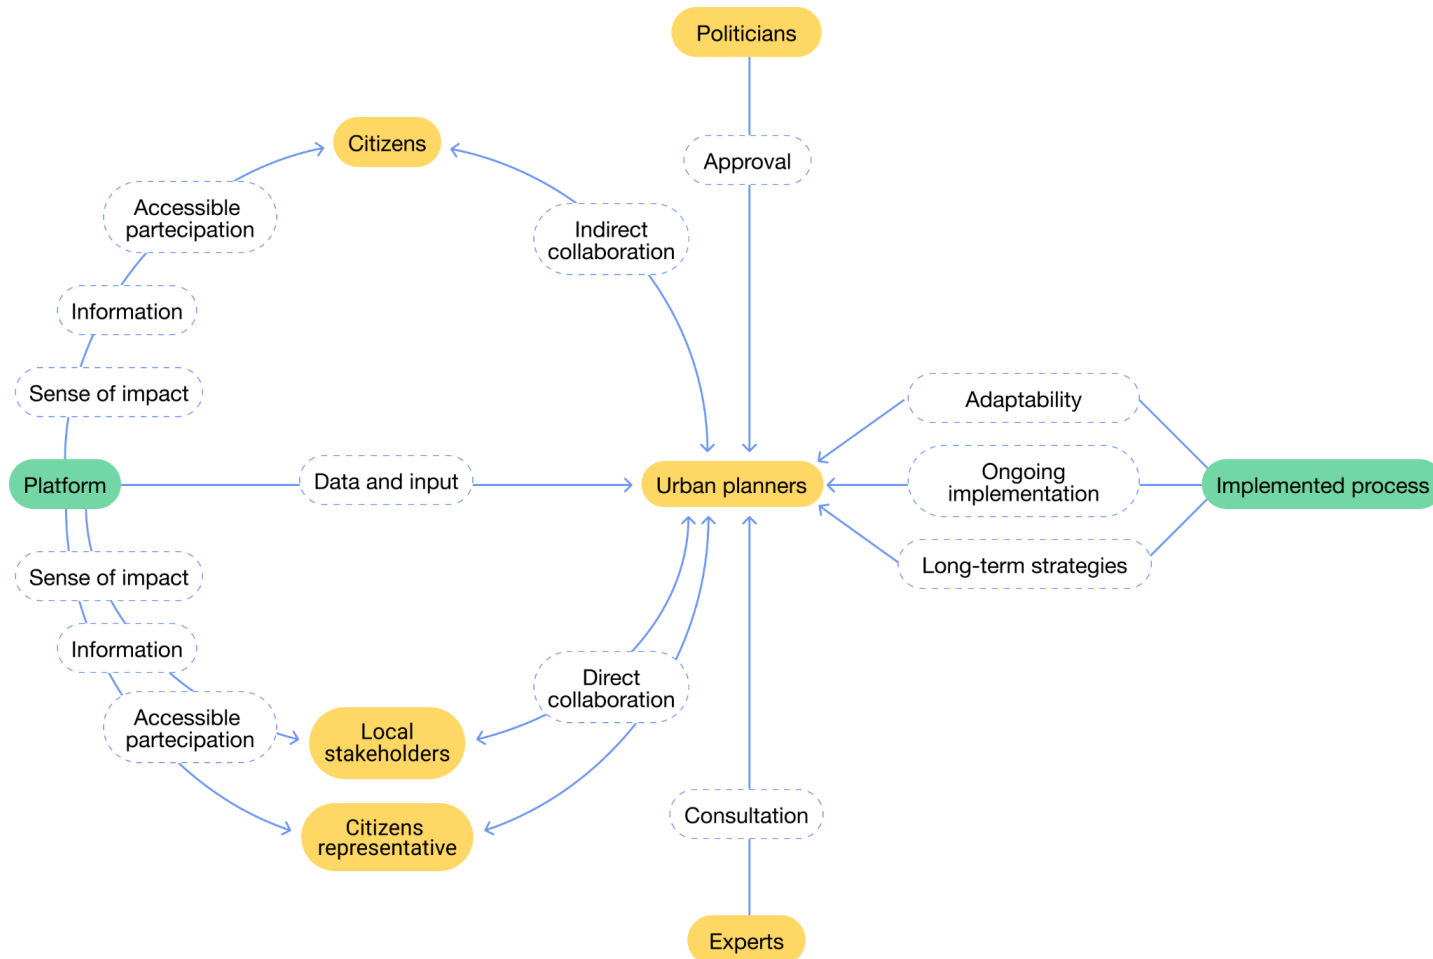 Politicians
Citizens
Approval
Accessible
partecipation
Indirect
collaboration
Information
Sense of impact
Adaptability
Platform
Data and input
Urban planners
Ongoing
implementation
Implemented process
Long-term strategies
Sense of impact
Information
Accessible
partecipation
Direct
collaboration
Local
stakeholders
Consultation
Citizens
representative
Experts